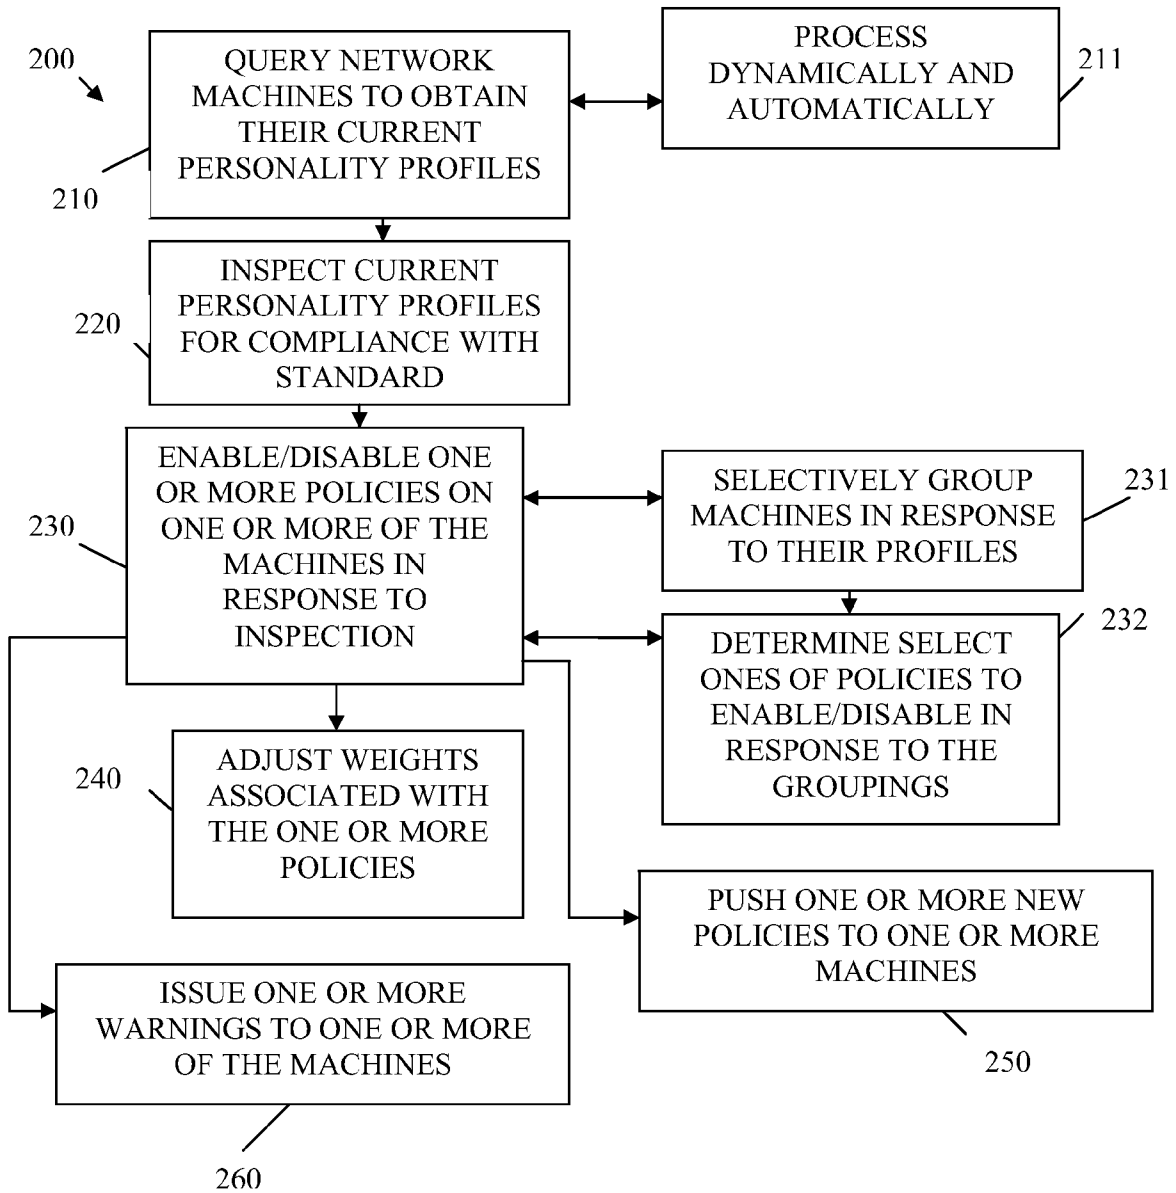 200
QUERY NETWORK
MACHINES TO OBTAIN
THEIR CURRENT
PERSONALITY PROFILES
210
PROCESS
DYNAMICALLY AND
AUTOMATICALLY
211
INSPECT CURRENT
PERSONALITY PROFILES
FOR COMPLIANCE WITH
STANDARD
220
ENABLE/DISABLE ONE
OR MORE POLICIES ON
ONE OR MORE OF THE
MACHINES IN
RESPONSE TO
INSPECTION
230
SELECTIVELY GROUP
MACHINES IN RESPONSE
TO THEIR PROFILES
231
DETERMINE SELECT
ONES OF POLICIES TO
ENABLE/DISABLE IN
RESPONSE TO THE
GROUPINGS
232
ADJUST WEIGHTS
ASSOCIATED WITH
THE ONE OR MORE
POLICIES
240
PUSH ONE OR MORE NEW
POLICIES TO ONE OR MORE
MACHINES
250
ISSUE ONE OR MORE
WARNINGS TO ONE OR MORE
OF THE MACHINES
260